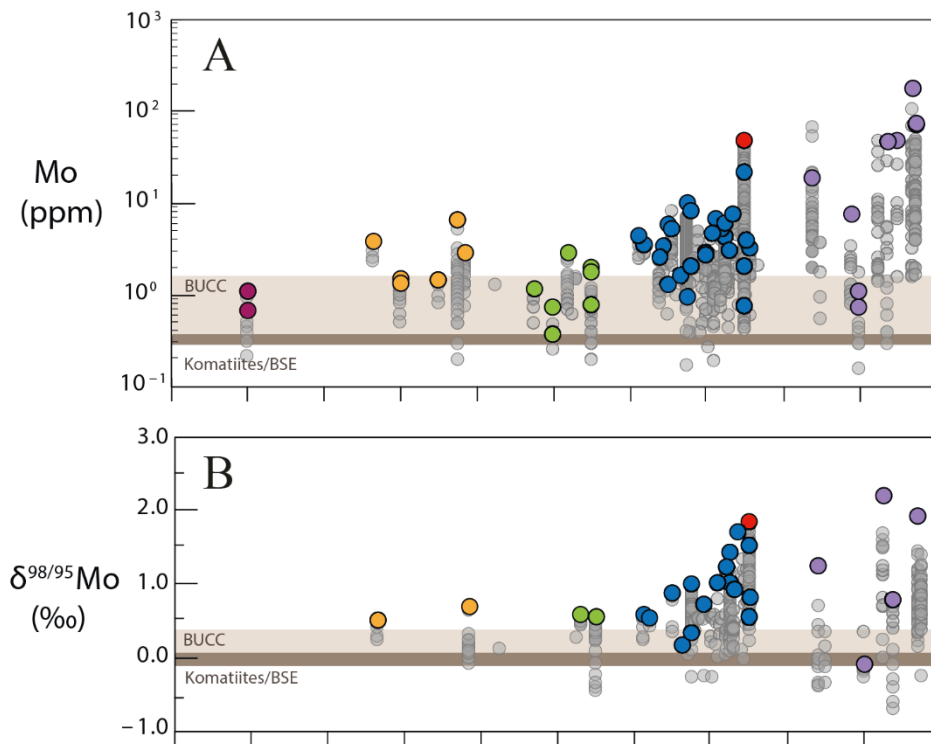 10³
A
10²
Mo
(ppm)
10¹
BUCC
10⁰
Komatiites/BSE
10⁻¹
3.0
B
2.0
δ⁹⁸/⁹⁵Mo
1.0
(‰)
BUCC
0.0
Komatiites/BSE
−1.0